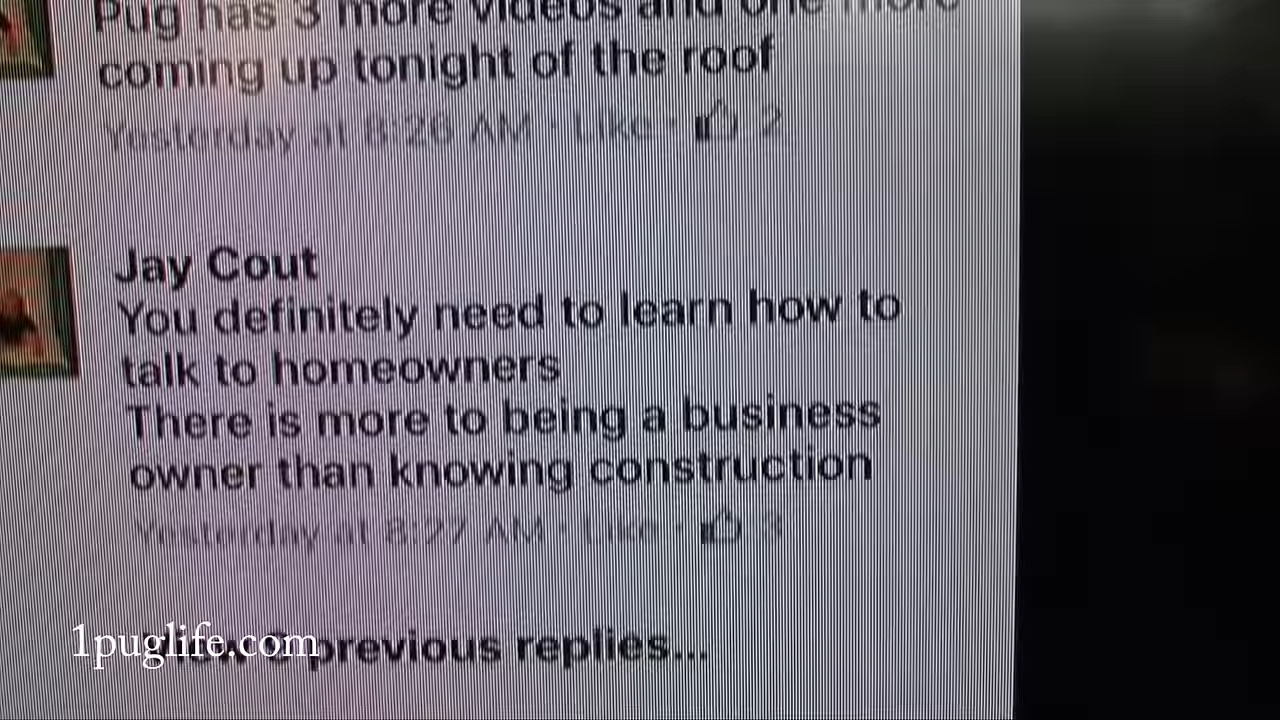 Pug has 3 more videos and one more
coming up tonight of the roof
Yesterday at 8:26 AM · Like · 2
Jay Cout
You definitely need to learn how to
talk to homeowners
There is more to being a business
owner than knowing construction
Yesterday at 8:27 AM · Like · 3
previous replies...
1puglife.com